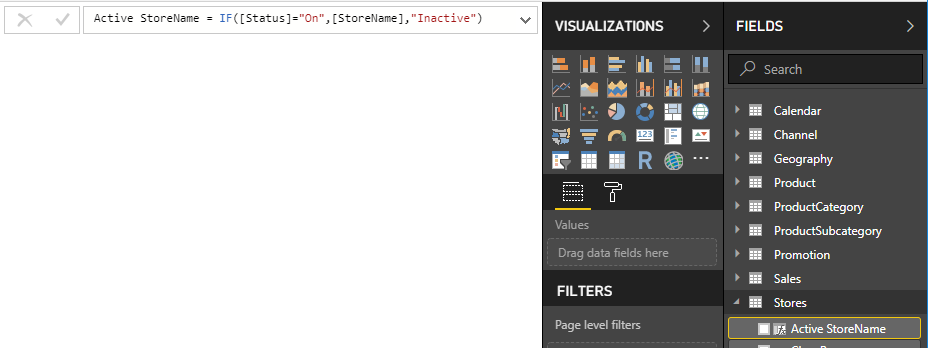 Active StoreName = IF([Status]="On",[StoreName],"Inactive")
VISUALIZATIONS
123
R
Values
Drag data fields here
FILTERS
Page level filters
FIELDS
Search
Calendar
Channel
Geography
Product
ProductCategory
ProductSubcategory
Promotion
Sales
Stores
Active StoreName